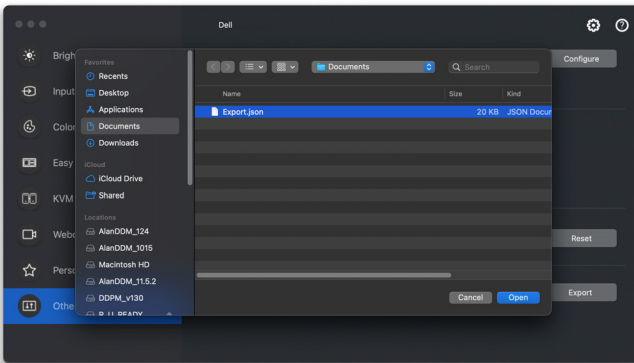 Dell
Brigh
Input
Color
Easy
KVM
Webc
Perso
Othe
Favorites
Recents
Desktop
Applications
Documents
Downloads
iCloud
iCloud Drive
Shared
Locations
AlanDDM_124
AlanDDM_1015
Macintosh HD
AlanDDM_11.5.2
DDPM_v130
R_U_READY
Documents
Search
Name Size Kind
Export.json 20 KB JSON Docur
Cancel Open
Configure
Reset
Export